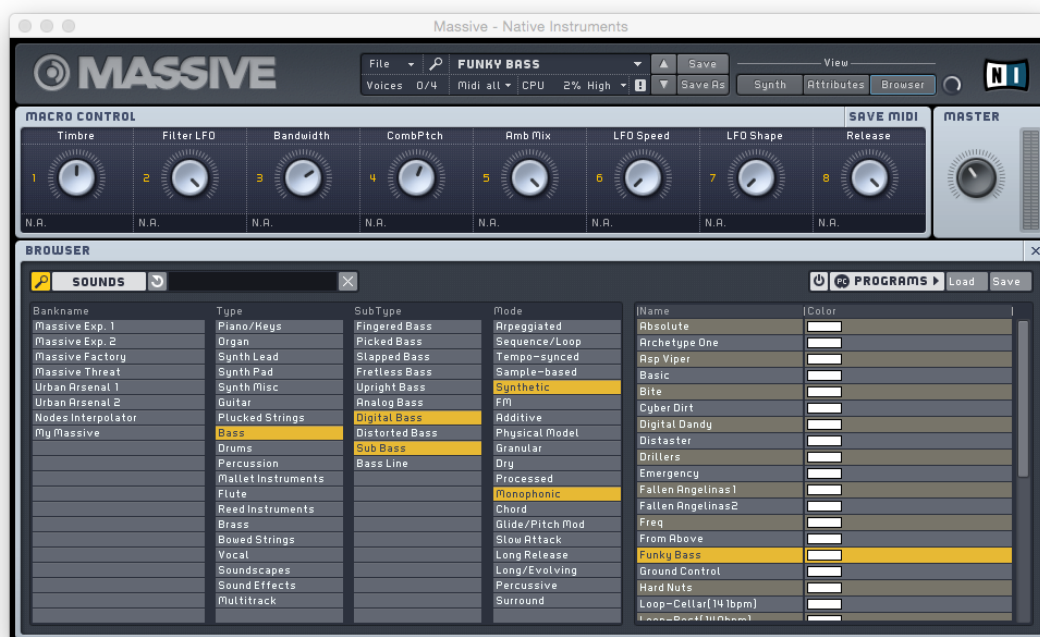 Massive - Native Instruments
MASSIVE
File FUNKY BASS Save
Voices 0/4 Midi all CPU 2% High ! Save As
View
Synth Attributes Browser
NI
MACRO CONTROL SAVE MIDI MASTER
Timbre Filter LFO Bandwidth CombPtch Amb Mix LFO Speed LFO Shape Release
1 2 3 4 5 6 7 8
N.A. N.A. N.A. N.A. N.A. N.A. N.A. N.A.
BROWSER X
SOUNDS X PC PROGRAMS Load Save
Bankname
Massive Exp. 1
Massive Exp. 2
Massive Factory
Massive Threat
Urban Arsenal 1
Urban Arsenal 2
Nodes Interpolator
My Massive
Type
Piano/Keys
Organ
Synth Lead
Synth Pad
Synth Misc
Guitar
Plucked Strings
Bass
Drums
Percussion
Mallet Instruments
Flute
Reed Instruments
Brass
Bowed Strings
Vocal
Soundscapes
Sound Effects
Multitrack
SubType
Fingered Bass
Picked Bass
Slapped Bass
Fretless Bass
Upright Bass
Analog Bass
Digital Bass
Distorted Bass
Sub Bass
Bass Line
Mode
Arpeggiated
Sequence/Loop
Tempo-synced
Sample-based
Synthetic
FM
Additive
Physical Model
Granular
Dry
Processed
Monophonic
Chord
Glide/Pitch Mod
Slow Attack
Long Release
Long/Evolving
Percussive
Surround
Name Color
Absolute
Archetype One
Asp Viper
Basic
Bite
Cyber Dirt
Digital Dandy
Distaster
Drillers
Emergency
Fallen Angelinas1
Fallen Angelinas2
Freq
From Above
Funky Bass
Ground Control
Hard Nuts
Loop-Cellar(141bpm)